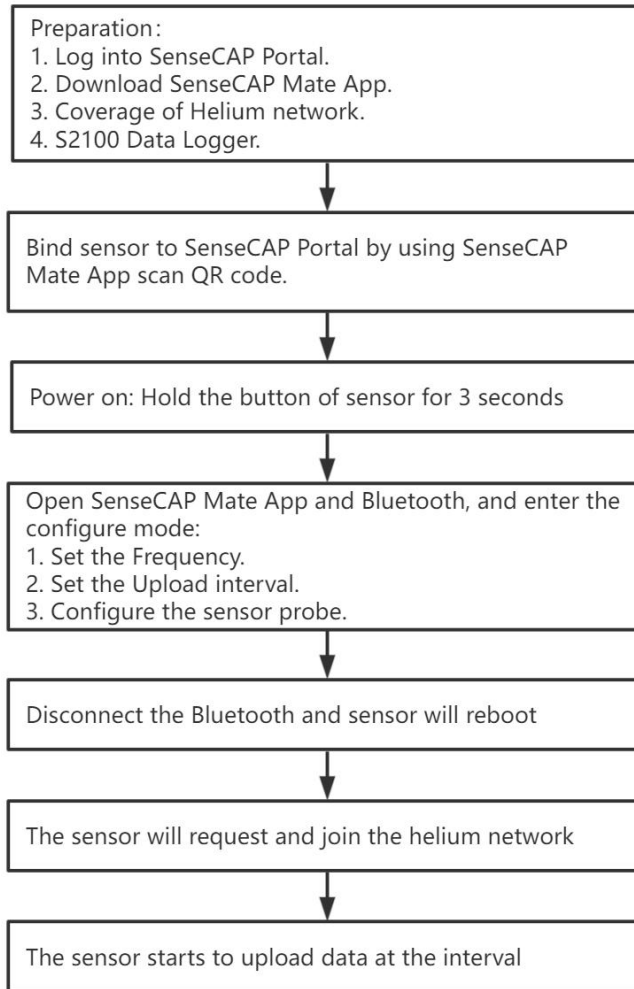 Preparation:
1. Log into SenseCAP Portal.
2. Download SenseCAP Mate App.
3. Coverage of Helium network.
4. S2100 Data Logger.
Bind sensor to SenseCAP Portal by using SenseCAP
Mate App scan QR code.
Power on: Hold the button of sensor for 3 seconds
Open SenseCAP Mate App and Bluetooth, and enter the
configure mode:
1. Set the Frequency.
2. Set the Upload interval.
3. Configure the sensor probe.
Disconnect the Bluetooth and sensor will reboot
The sensor will request and join the helium network
The sensor starts to upload data at the interval